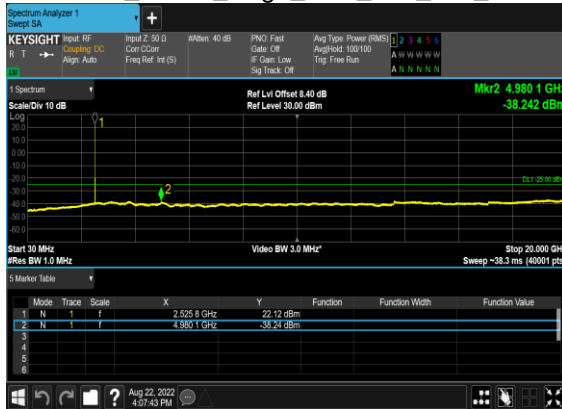 Spectrum Analyzer 1
Swept SA
+
KEYSIGHT
R T
LXI
Input: RF
Coupling: DC
Align: Auto
Input Z: 50 Ω
Corr CCorr
Freq Ref: Int (S)
#Atten: 40 dB
PNO: Fast
Gate: Off
IF Gain: Low
Sig Track: Off
Avg Type: Power (RMS)
Avg|Hold: 100/100
Trig: Free Run
1 2 3 4 5 6
A W W W W W
A N N N N N
1 Spectrum
Scale/Div 10 dB
Ref Lvl Offset 8.40 dB
Ref Level 30.00 dBm
Mkr2 4.980 1 GHz
-38.242 dBm
Log
20.0
10.0
0.00
-10.0
-20.0
-30.0
-40.0
-50.0
-60.0
1
2
DL1 -25.00 dBm
Start 30 MHz
#Res BW 1.0 MHz
Video BW 3.0 MHz*
Stop 20.000 GHz
Sweep ~38.3 ms (40001 pts)
5 Marker Table
Mode Trace Scale X Y Function Function Width Function Value
1 N 1 f 2.525 8 GHz 22.12 dBm
2 N 1 f 4.980 1 GHz -38.24 dBm
3
4
5
6
?
Aug 22, 2022
4:07:43 PM